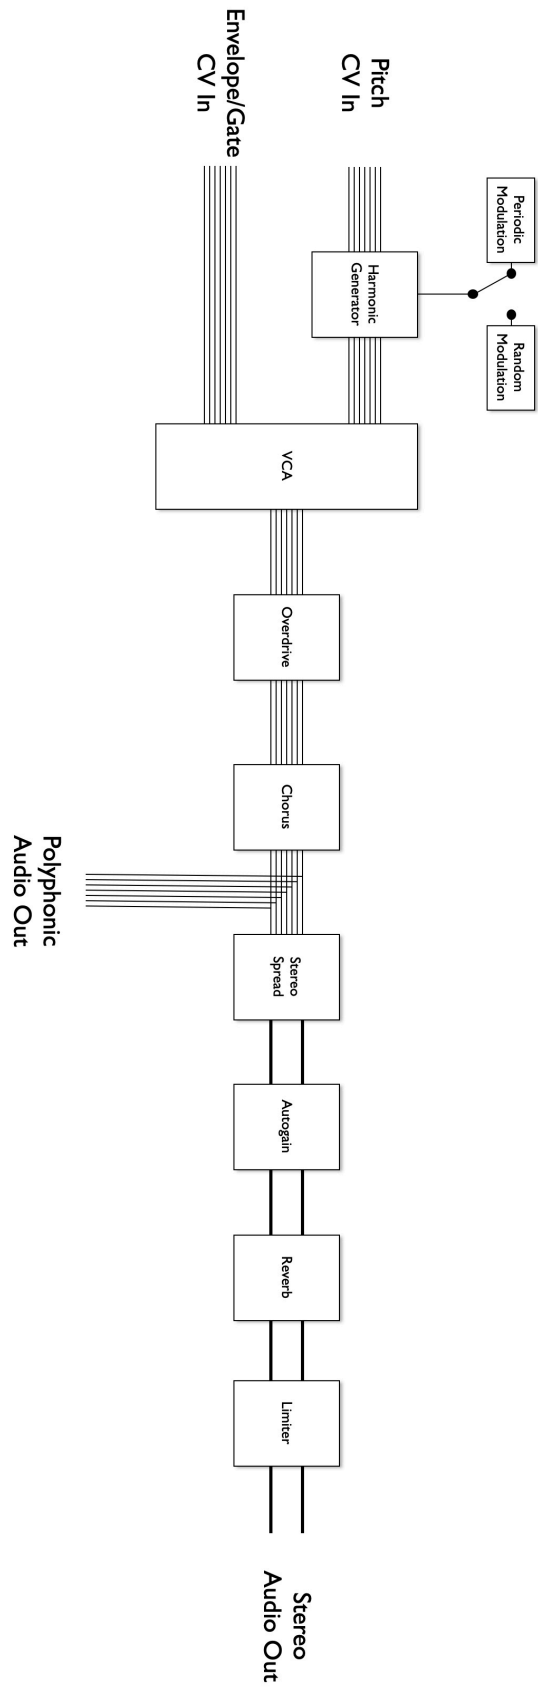 Periodic
Modulation
Random
Modulation
Pitch
CV In
Harmonic
Generator
Envelope/Gate
CV In
VCA
Overdrive
Chorus
Stereo
Spread
Autogain
Reverb
Limiter
Stereo
Audio Out
Polyphonic
Audio Out